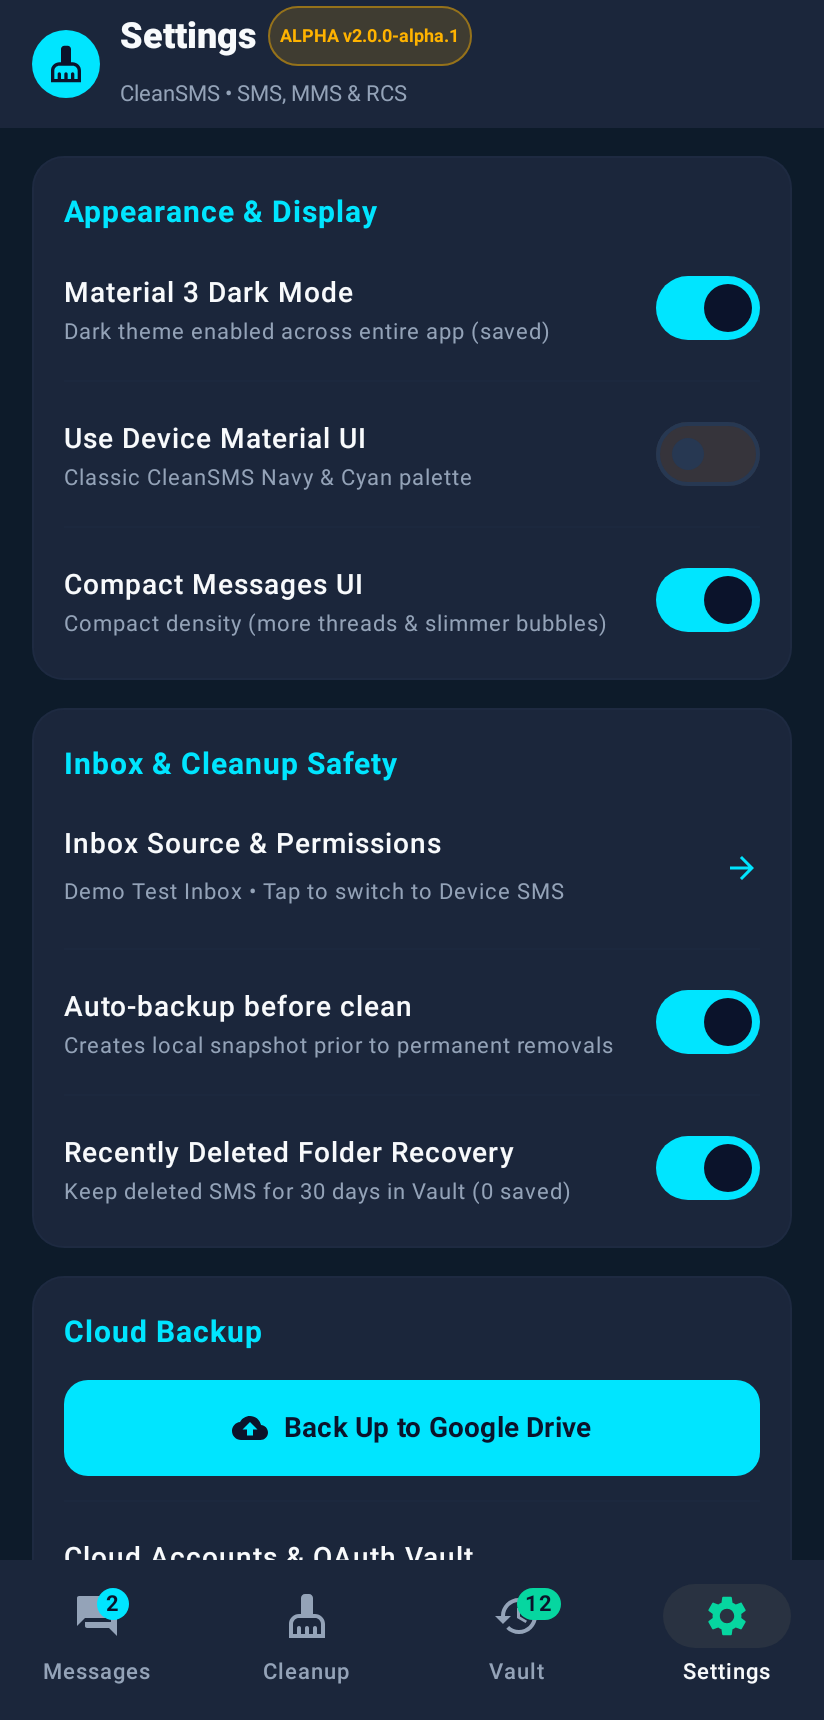 Settings
ALPHA v2.0.0-alpha.1
CleanSMS • SMS, MMS & RCS
Appearance & Display
Material 3 Dark Mode
Dark theme enabled across entire app (saved)
Use Device Material UI
Classic CleanSMS Navy & Cyan palette
Compact Messages UI
Compact density (more threads & slimmer bubbles)
Inbox & Cleanup Safety
Inbox Source & Permissions
Demo Test Inbox • Tap to switch to Device SMS
Auto-backup before clean
Creates local snapshot prior to permanent removals
Recently Deleted Folder Recovery
Keep deleted SMS for 30 days in Vault (0 saved)
Cloud Backup
Back Up to Google Drive
Cloud Accounts & OAuth Vault
2
12
Messages
Cleanup
Vault
Settings